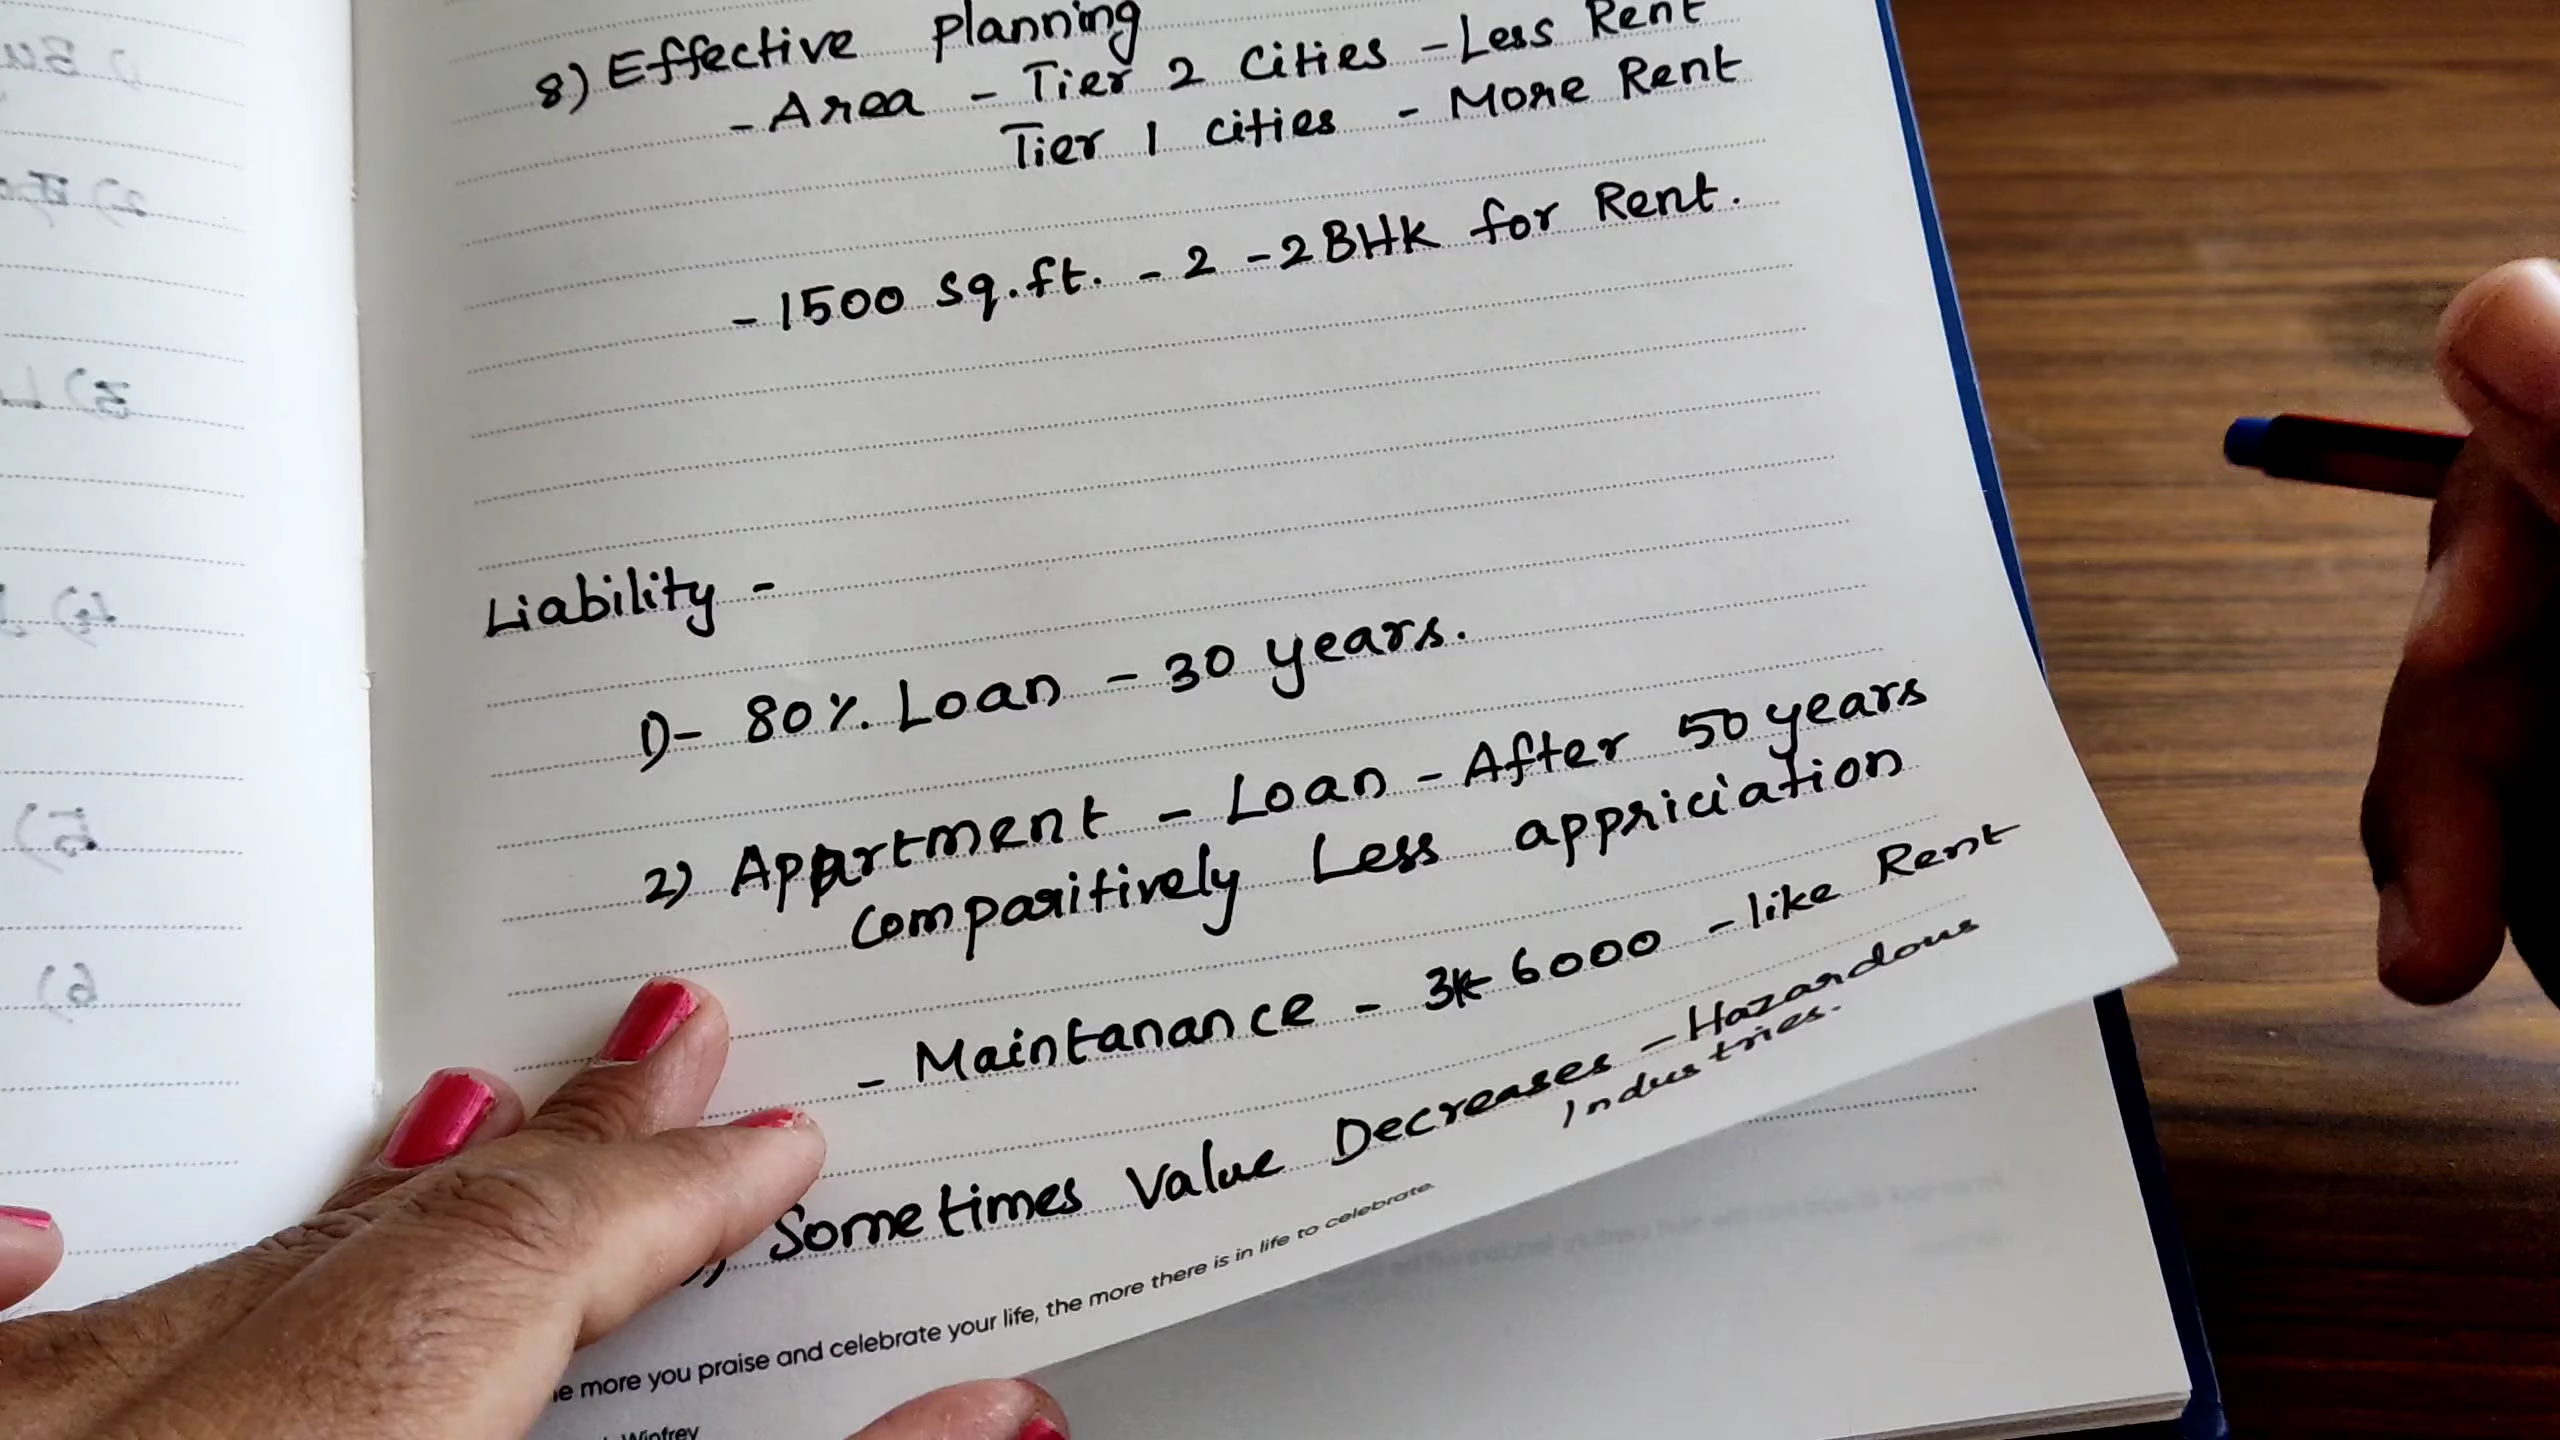 8) Effective planning
- Area - Tier 2 Cities - Less Rent
Tier 1 cities - More Rent
- 1500 sq.ft. - 2 - 2BHK for Rent.
Liability -
1) - 80% Loan - 30 years.
2) Apartment - Loan - After 50 years
comparitively Less appriciation
- Maintanance - 3k 6000 - like Rent
Sometimes Value Decreases - Hazardous
Industries.
more you praise and celebrate your life, the more there is in life to celebrate.
Winfrey